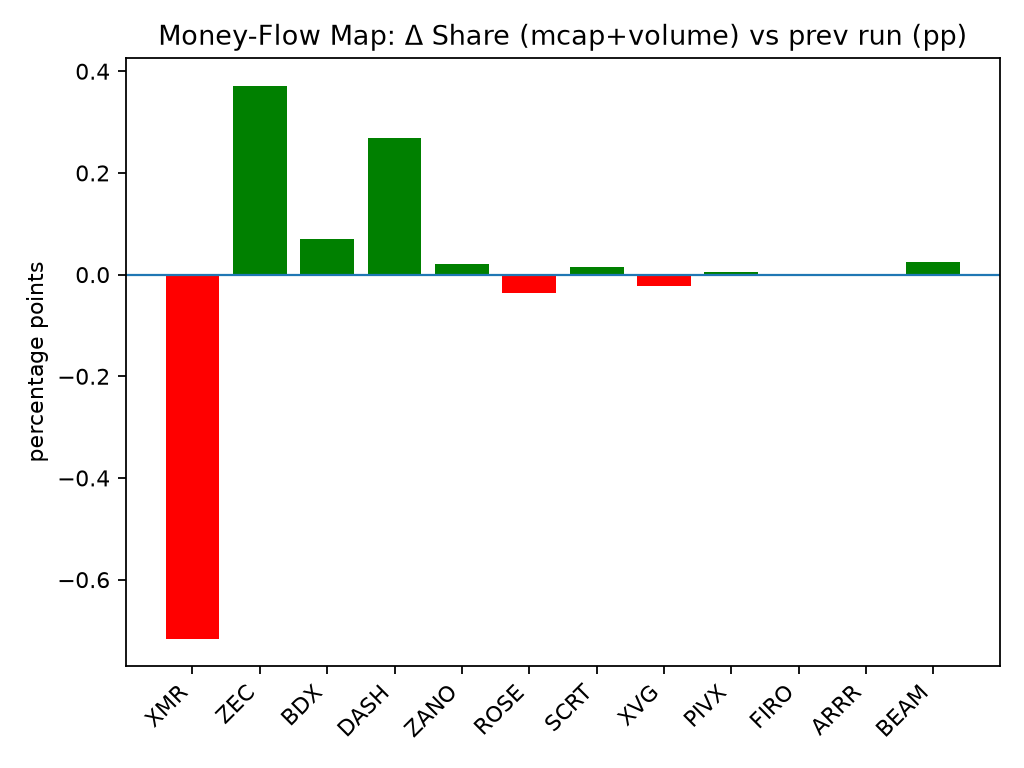 Money-Flow Map: Δ Share (mcap+volume) vs prev run (pp)
percentage points
0.4
0.2
0.0
−0.2
−0.4
−0.6
XMR
ZEC
BDX
DASH
ZANO
ROSE
SCRT
XVG
PIVX
FIRO
ARRR
BEAM